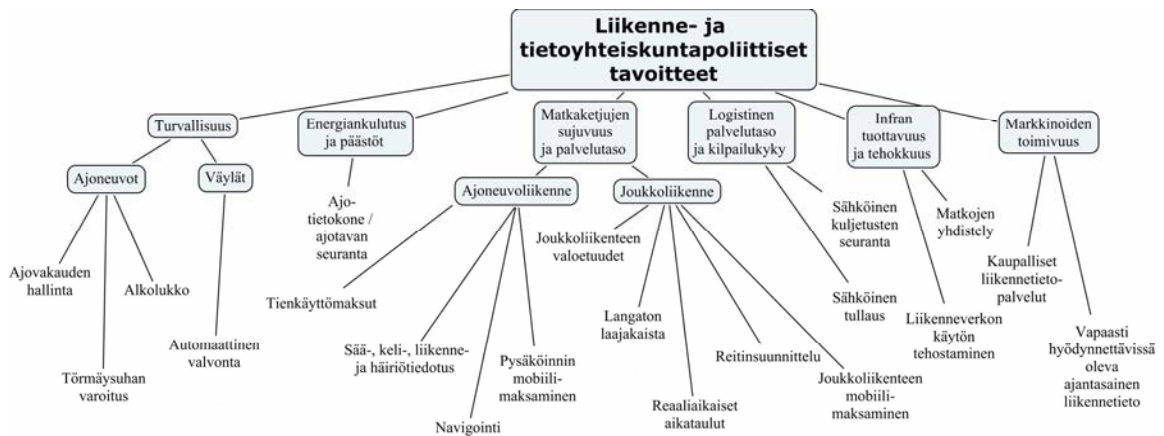 Liikenne- ja
tietoyhteiskuntapoliittiset
tavoitteet
Turvallisuus
Energiankulutus
ja päästöt
Matkaketjujen
sujuvuus
ja palvelutaso
Logistinen
palvelutaso
ja kilpailukyky
Infran
tuottavuus
ja tehokkuus
Markkinoiden
toimivuus
Ajoneuvot
Väylät
Ajoneuvoliikenne
Joukkoliikenne
Ajovakauden
hallinta
Törmäysuhan
varoitus
Alkolukko
Automaattinen
valvonta
Ajo-
tietokone /
ajotavan
seuranta
Tienkäyttömaksut
Sää-, keli-, liikenne-
ja häiriötiedotus
Navigointi
Pysäköinnin
mobiili-
maksaminen
Joukkoliikenteen
valoetuudet
Langaton
laajakaista
Reaaliaikaiset
aikataulut
Reitinsuunnittelu
Joukkoliikenteen
mobiili-
maksaminen
Sähköinen
kuljetusten
seuranta
Sähköinen
tullaus
Matkojen
yhdistely
Liikenneverkon
käytön
tehostaminen
Kaupalliset
liikennetieto-
palvelut
Vapaasti
hyödynnettävissä
oleva
ajantasainen
liikennetieto